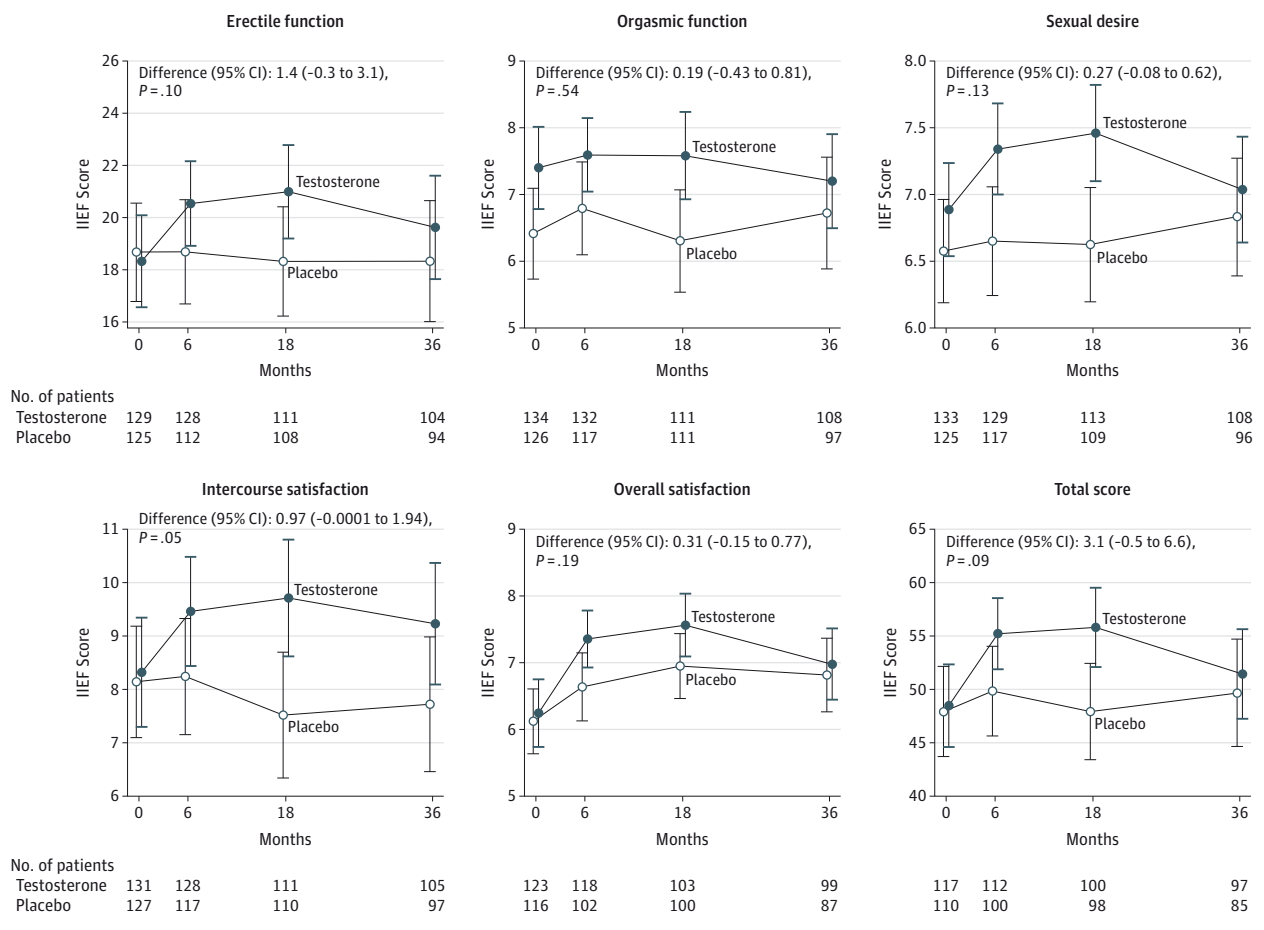 Erectile function
Difference (95% CI): 1.4 (–0.3 to 3.1),
P = .10
26
24
22
20
18
16
IIEF Score
Testosterone
Placebo
0 6 18 36
Months
Orgasmic function
Difference (95% CI): 0.19 (–0.43 to 0.81),
P = .54
9
8
7
6
5
IIEF Score
Testosterone
Placebo
0 6 18 36
Months
Sexual desire
Difference (95% CI): 0.27 (–0.08 to 0.62),
P = .13
8.0
7.5
7.0
6.5
6.0
IIEF Score
Testosterone
Placebo
0 6 18 36
Months
No. of patients
Testosterone 129 128 111 104 134 132 111 108 133 129 113 108
Placebo 125 112 108 94 126 117 111 97 125 117 109 96
Intercourse satisfaction
Difference (95% CI): 0.97 (–0.0001 to 1.94),
P = .05
11
10
9
8
7
6
IIEF Score
Testosterone
Placebo
0 6 18 36
Months
Overall satisfaction
Difference (95% CI): 0.31 (–0.15 to 0.77),
P = .19
9
8
7
6
5
IIEF Score
Testosterone
Placebo
0 6 18 36
Months
Total score
Difference (95% CI): 3.1 (–0.5 to 6.6),
P = .09
65
60
55
50
45
40
IIEF Score
Testosterone
Placebo
0 6 18 36
Months
No. of patients
Testosterone 131 128 111 105 123 118 103 99 117 112 100 97
Placebo 127 117 110 97 116 102 100 87 110 100 98 85